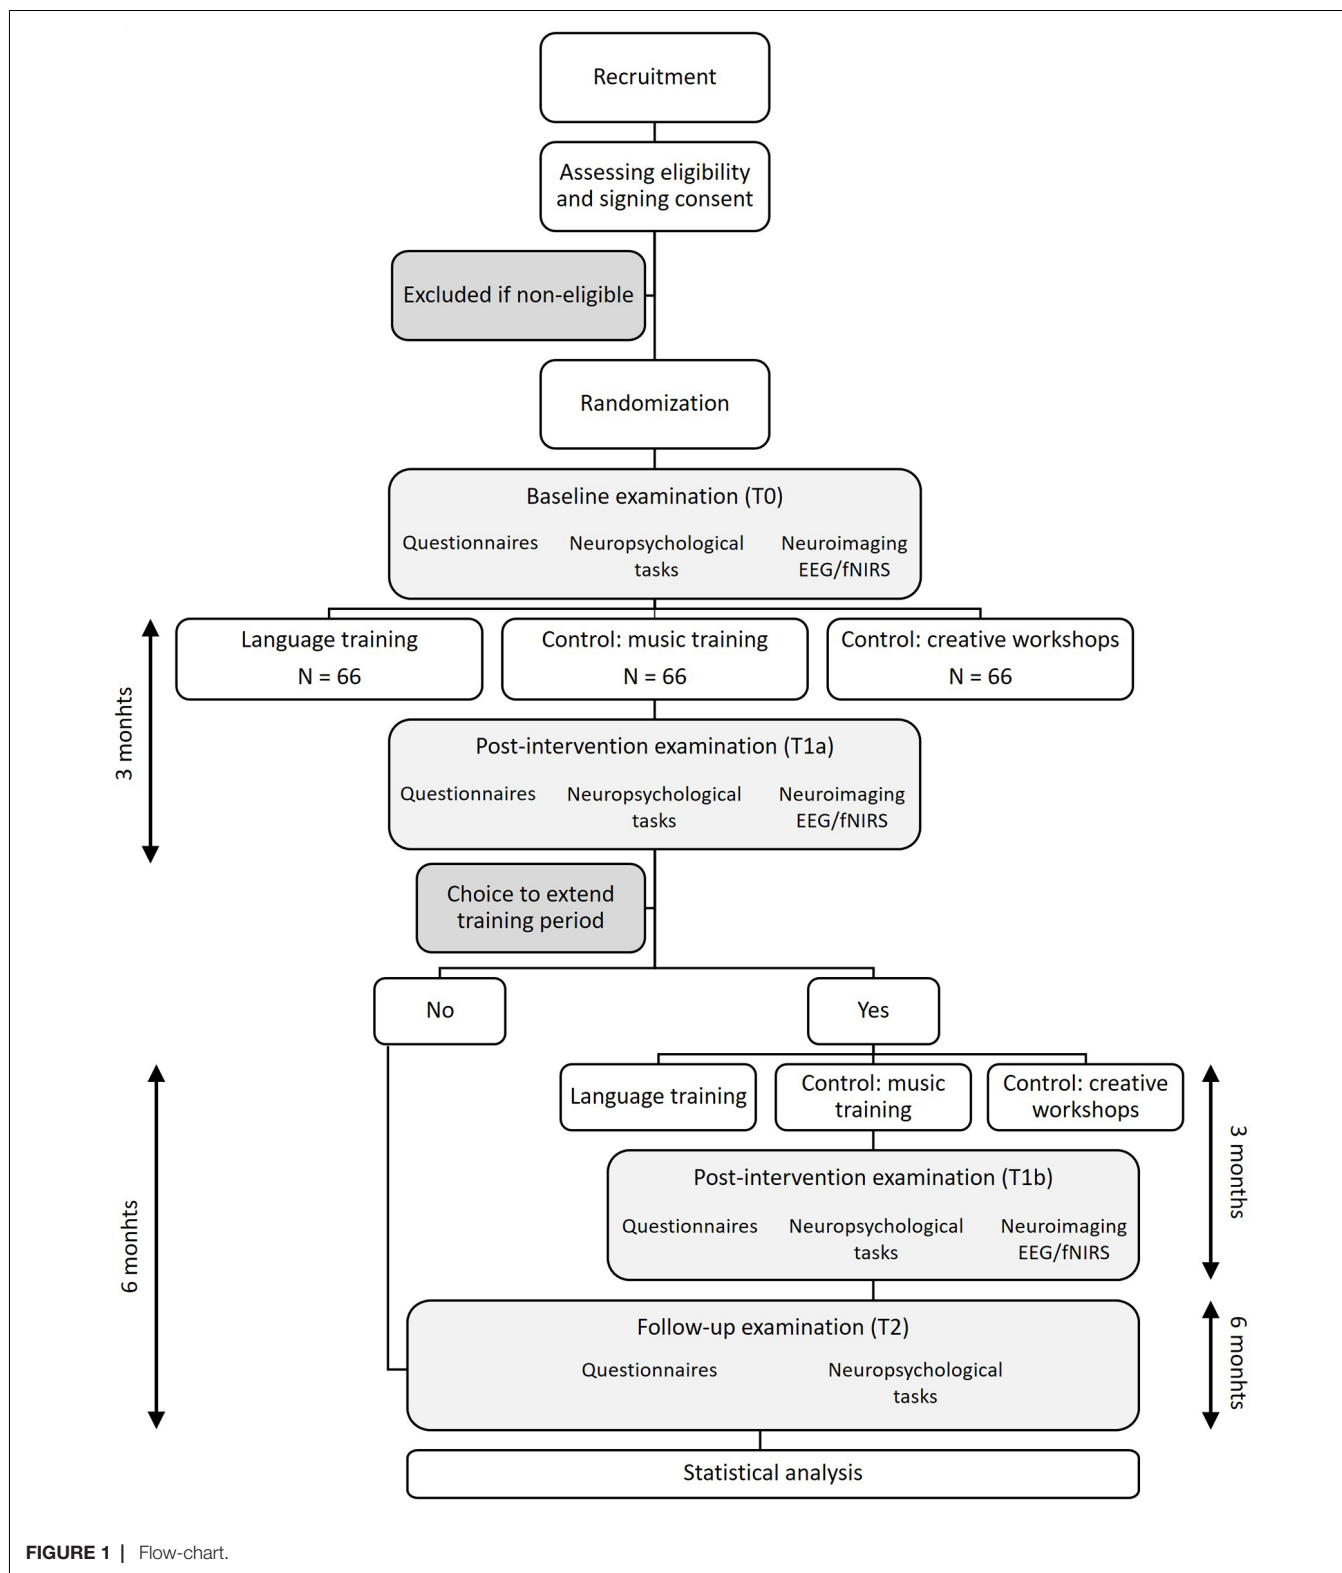 Recruitment
Assessing eligibility
and signing consent
Excluded if non-eligible
Randomization
Baseline examination (T0)
Questionnaires
Neuropsychological
tasks
Neuroimaging
EEG/fNIRS
3 monhts
Language training
N = 66
Control: music training
N = 66
Control: creative workshops
N = 66
Post-intervention examination (T1a)
Questionnaires
Neuropsychological
tasks
Neuroimaging
EEG/fNIRS
Choice to extend
training period
No
Yes
6 monhts
Language training
Control: music
training
Control: creative
workshops
3 months
Post-intervention examination (T1b)
Questionnaires
Neuropsychological
tasks
Neuroimaging
EEG/fNIRS
Follow-up examination (T2)
Questionnaires
Neuropsychological
tasks
6 monhts
Statistical analysis
FIGURE 1 | Flow-chart.